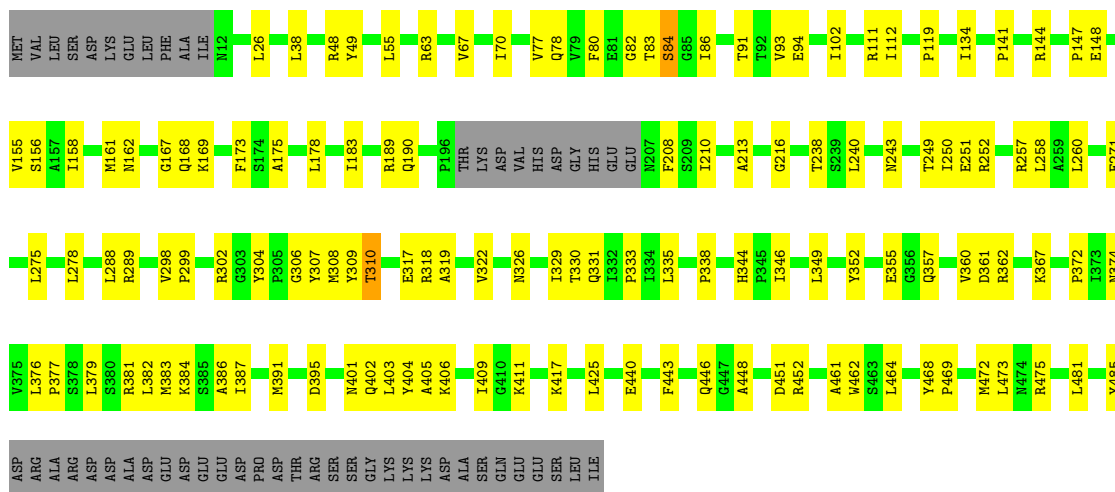 MET VAL LEU SER ASP LYS GLU LEU PHE ALA ILE N12 L26 L38 R48 Y49 L55 R63 V67 I70 V77 Q78 V79 F80 E81 G82 T83 S84 G85 I86 T91 T92 V93 E94 I102 R111 I112 P119 I134 P141 R144 P147 E148
V155 S156 A157 I158 M161 N162 G167 Q168 K169 F173 S174 A175 L178 I183 R189 Q190 P196 THR LYS ASP VAL HIS ASP GLY HIS GLU GLU N207 F208 S209 I210 A213 G216 T238 S239 L240 N243 T249 I250 E251 R252 R257 L258 A259 L260
L275 L278 L288 R289 V298 P299 R302 G303 Y304 P305 G306 Y307 M308 Y309 T310 E317 R318 A319 V322 N326 I329 T330 Q331 I332 P333 I334 L335 P338 H344 P345 I346 L349 Y352 E355 G356 Q357 V360 D361 R362 K367 P372 I373 N374
V375 L376 P377 S378 L379 S380 R381 L382 M383 K384 S385 A386 I387 M391 D395 N401 Q402 L403 Y404 A405 K406 I409 G410 K411 K417 L425 E440 F443 Q446 G447 A448 D451 R452 A461 W462 S463 L464 Y468 P469 M472 L473 N474 R475 L481 Y485
ASP ARG ALA ARG ASP ASP ALA ASP GLU ASP GLU GLU ASP PRO ASP THR ARG SER SER GLY LYS LYS LYS ASP ALA SER GLN GLU GLU SER LEU ILE